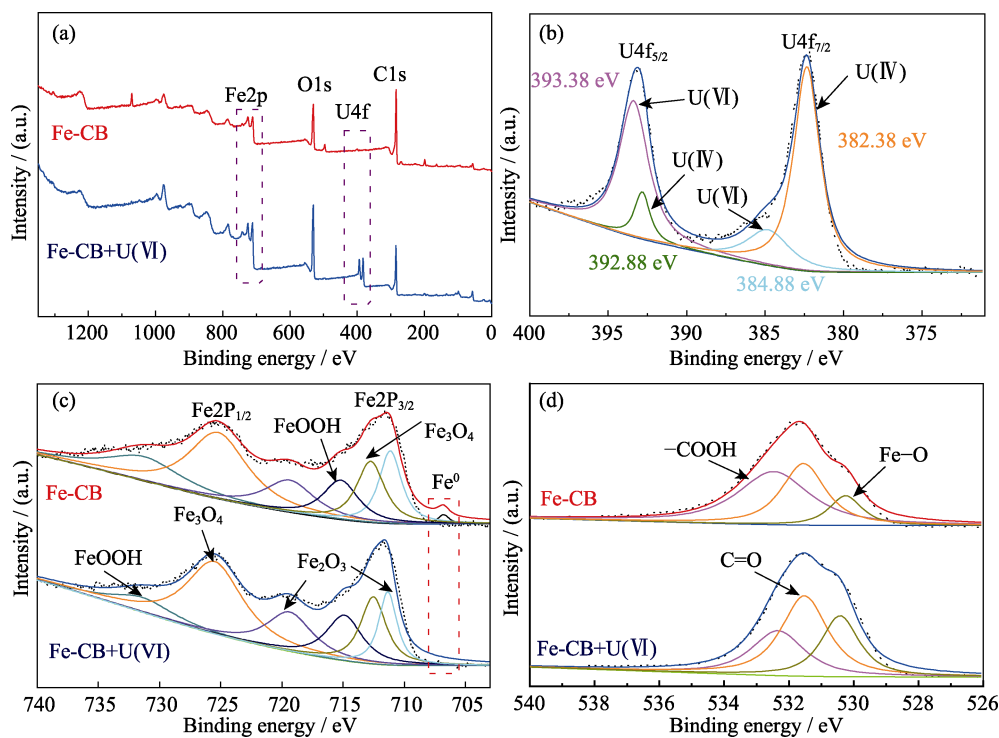 (a)
Fe2p
O1s
U4f
C1s
Fe-CB
Fe-CB+U(Ⅵ)
Intensity / (a.u.)
1200 1000 800 600 400 200 0
Binding energy / eV
(b)
U4f5/2
U4f7/2
393.38 eV
U(Ⅵ)
U(Ⅳ)
U(Ⅳ)
382.38 eV
U(Ⅵ)
392.88 eV
384.88 eV
Intensity / (a.u.)
400 395 390 385 380 375
Binding energy / eV
(c)
Fe2P1/2
Fe2P3/2
FeOOH
Fe3O4
Fe0
Fe-CB
Fe3O4
FeOOH
Fe2O3
Fe-CB+U(VI)
Intensity / (a.u.)
740 735 730 725 720 715 710 705
Binding energy / eV
(d)
−COOH
Fe−O
Fe-CB
C=O
Fe-CB+U(Ⅵ)
Intensity / (a.u.)
540 538 536 534 532 530 528 526
Binding energy / eV